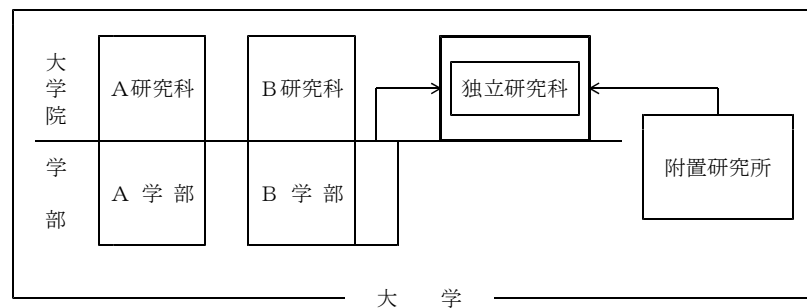 大学院
A研究科
B研究科
独立研究科
学部
A 学 部
B 学 部
附置研究所
大 学